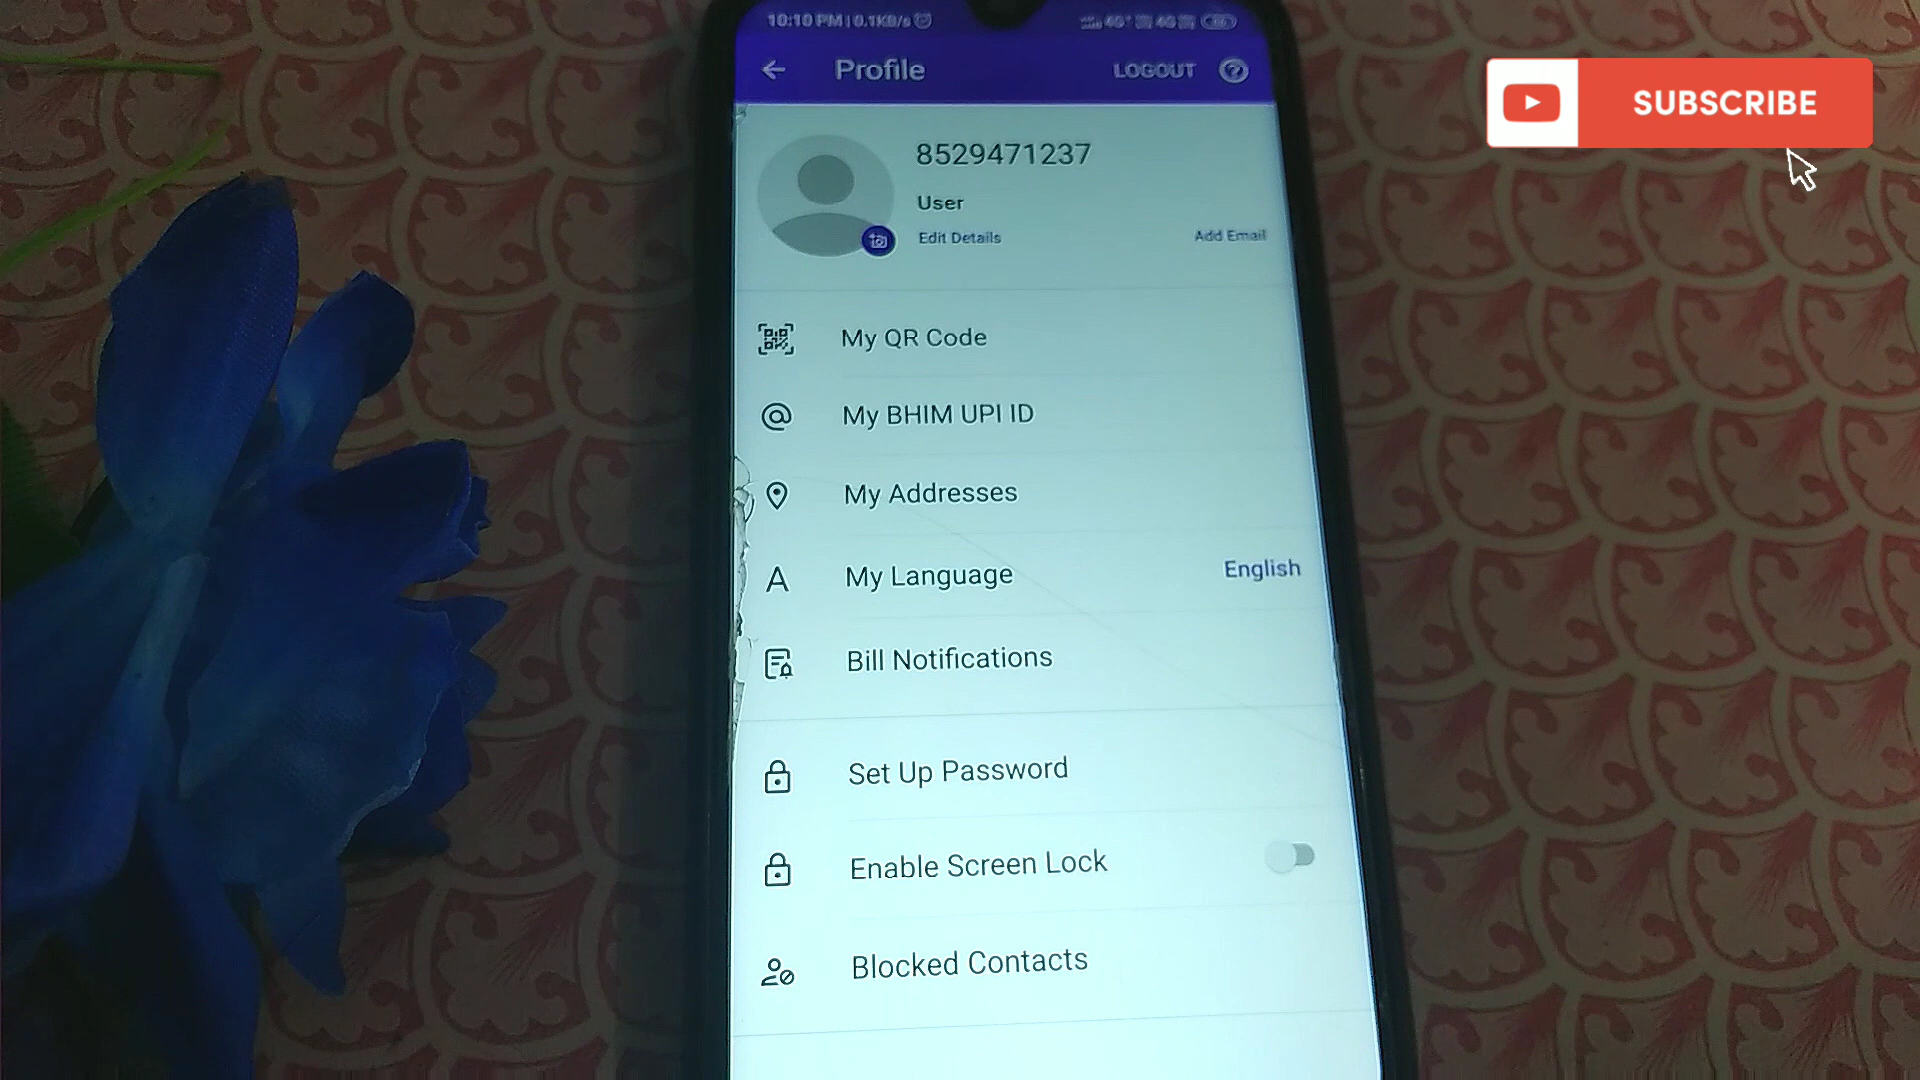 10:10 PM | 0.1KB/s
Profile
LOGOUT
SUBSCRIBE
8529471237
User
Edit Details
Add Email
My QR Code
My BHIM UPI ID
My Addresses
My Language
English
Bill Notifications
Set Up Password
Enable Screen Lock
Blocked Contacts